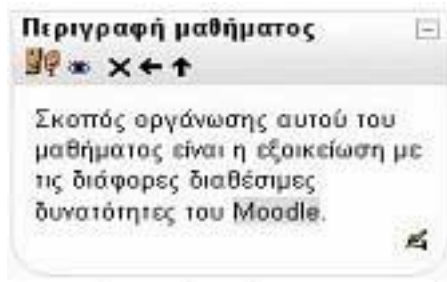 Περιγραφή μαθήματος
Σκοπός οργάνωσης αυτού του
μαθήματος είναι η εξοικείωση με
τις διάφορες διαθέσιμες
δυνατότητες του Moodle.